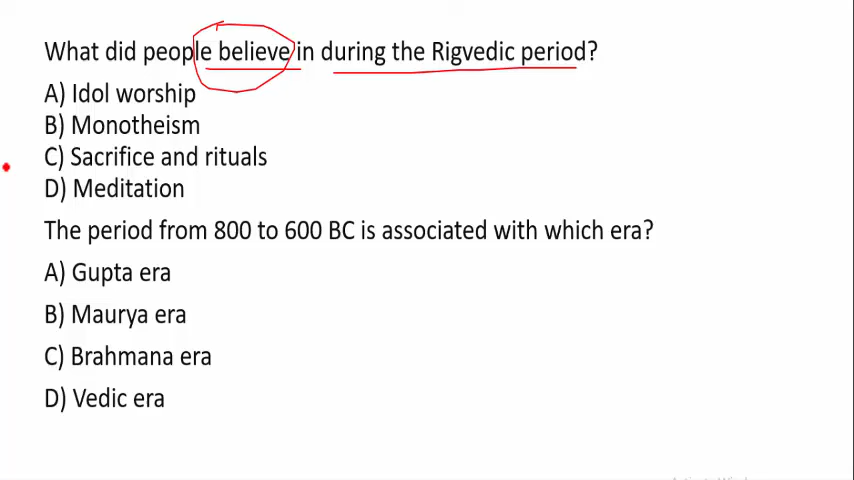 What did people believe in during the Rigvedic period?
A) Idol worship
B) Monotheism
C) Sacrifice and rituals
D) Meditation
The period from 800 to 600 BC is associated with which era?
A) Gupta era
B) Maurya era
C) Brahmana era
D) Vedic era